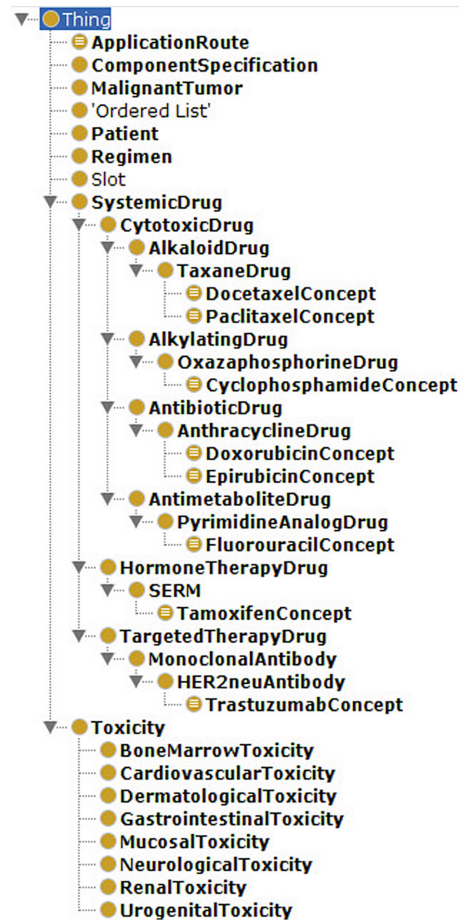 Thing
ApplicationRoute
ComponentSpecification
MalignantTumor
'Ordered List'
Patient
Regimen
Slot
SystemicDrug
CytotoxicDrug
AlkaloidDrug
TaxaneDrug
DocetaxelConcept
PaclitaxelConcept
AlkylatingDrug
OxazaphosphorineDrug
CyclophosphamideConcept
AntibioticDrug
AnthracyclineDrug
DoxorubicinConcept
EpirubicinConcept
AntimetaboliteDrug
PyrimidineAnalogDrug
FluorouracilConcept
HormoneTherapyDrug
SERM
TamoxifenConcept
TargetedTherapyDrug
MonoclonalAntibody
HER2neuAntibody
TrastuzumabConcept
Toxicity
BoneMarrowToxicity
CardiovascularToxicity
DermatologicalToxicity
GastrointestinalToxicity
MucosalToxicity
NeurologicalToxicity
RenalToxicity
UrogenitalToxicity